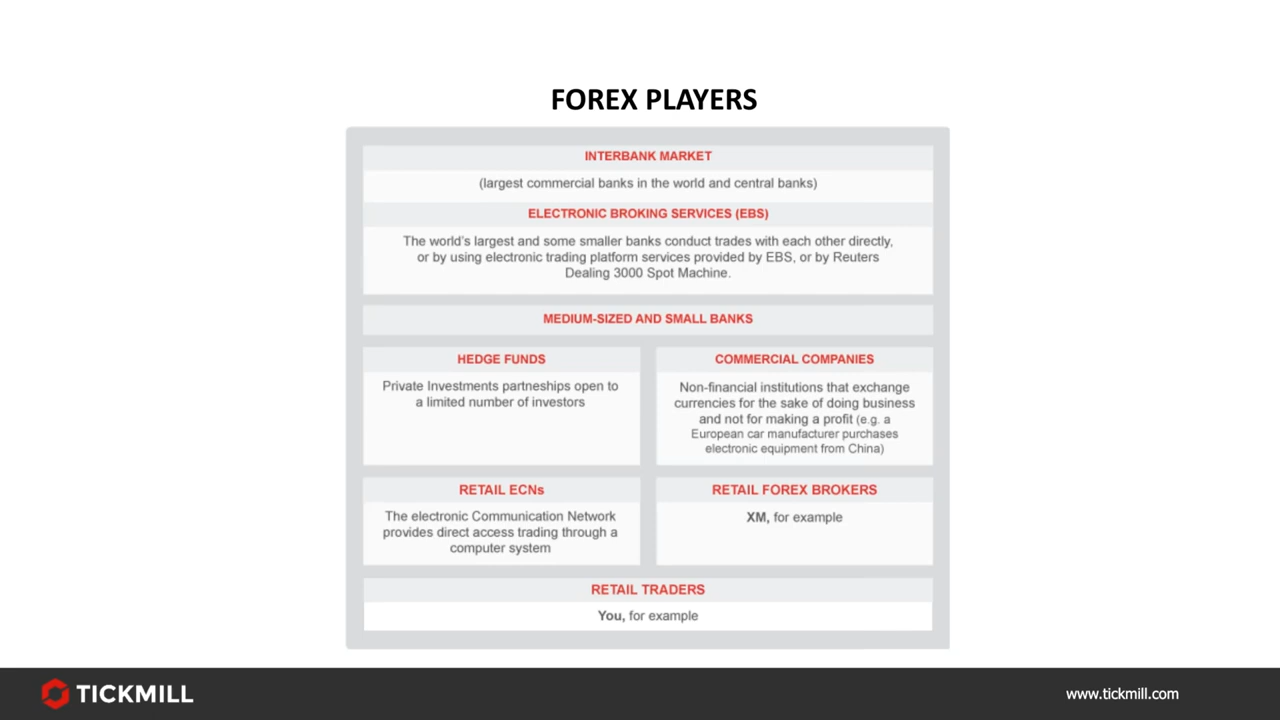 FOREX PLAYERS
INTERBANK MARKET
(largest commercial banks in the world and central banks)
ELECTRONIC BROKING SERVICES (EBS)
The world's largest and some smaller banks conduct trades with each other directly,
or by using electronic trading platform services provided by EBS, or by Reuters
Dealing 3000 Spot Machine.
MEDIUM-SIZED AND SMALL BANKS
HEDGE FUNDS
Private Investments partneships open to
a limited number of investors
COMMERCIAL COMPANIES
Non-financial institutions that exchange
currencies for the sake of doing business
and not for making a profit (e.g. a
European car manufacturer purchases
electronic equipment from China)
RETAIL ECNs
The electronic Communication Network
provides direct access trading through a
computer system
RETAIL FOREX BROKERS
XM, for example
RETAIL TRADERS
You, for example
TICKMILL
www.tickmill.com